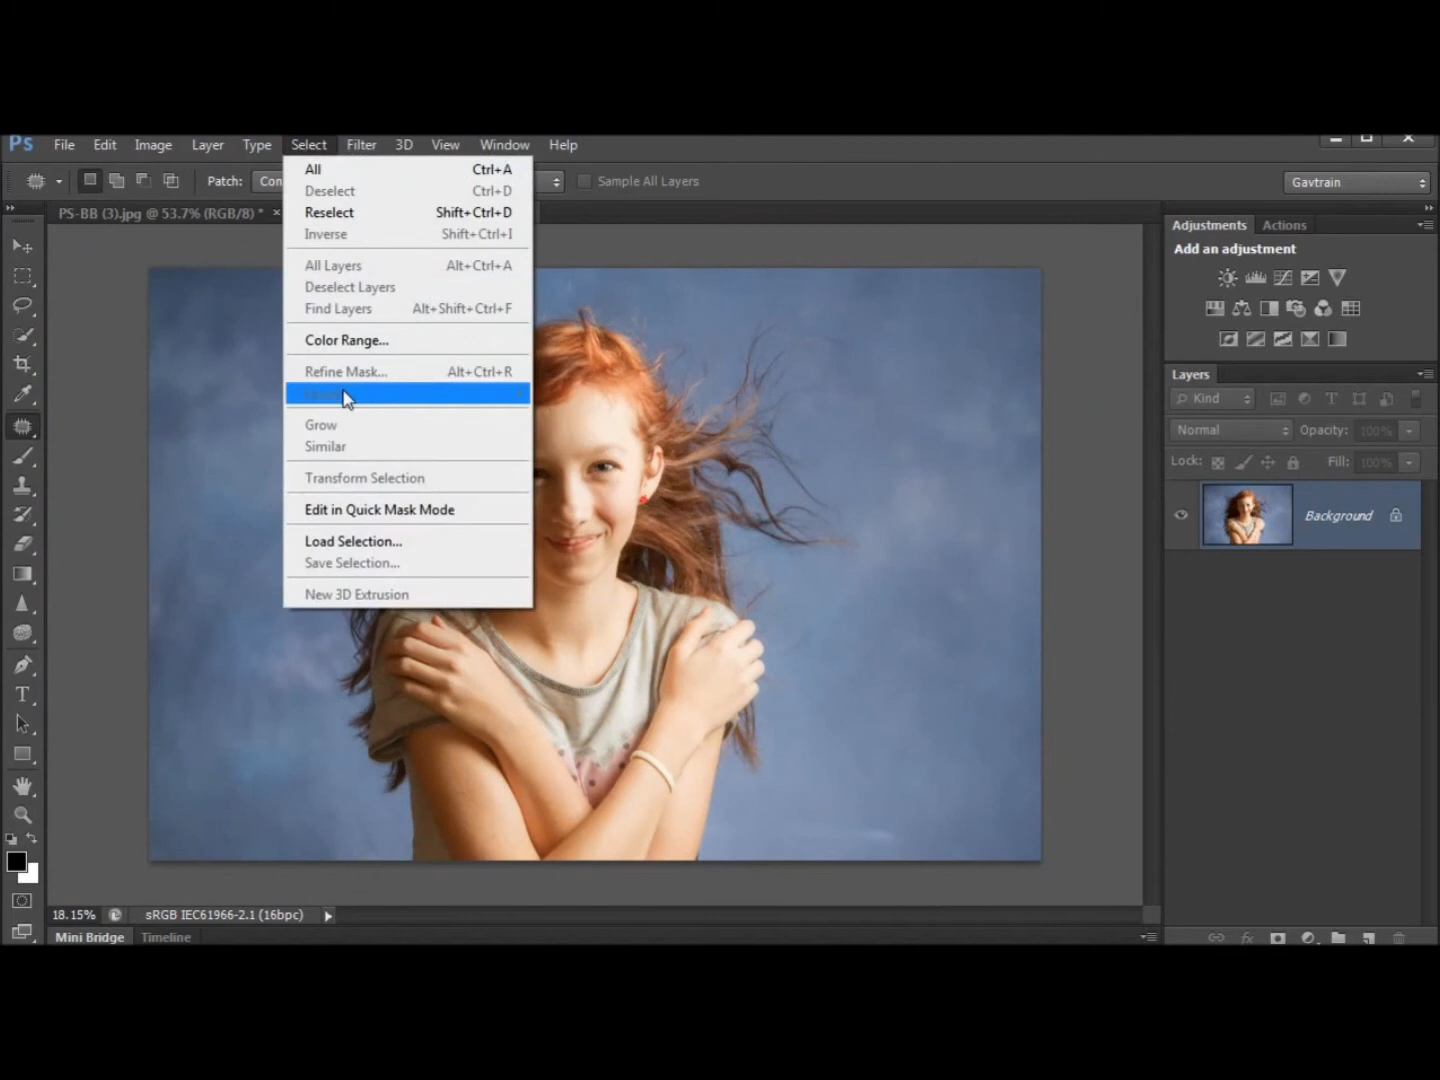 Ps File Edit Image Layer Type Select Filter 3D View Window Help
Patch: Con Sample All Layers Gavtrain
PS-BB (3).jpg @ 53.7% (RGB/8) * ×
All Ctrl+A
Deselect Ctrl+D
Reselect Shift+Ctrl+D
Inverse Shift+Ctrl+I
All Layers Alt+Ctrl+A
Deselect Layers
Find Layers Alt+Shift+Ctrl+F
Color Range...
Refine Mask... Alt+Ctrl+R
Grow
Similar
Transform Selection
Edit in Quick Mask Mode
Load Selection...
Save Selection...
New 3D Extrusion
Adjustments Actions
Add an adjustment
Layers
Kind
Normal Opacity: 100%
Lock: Fill: 100%
Background
18.15% sRGB IEC61966-2.1 (16bpc)
Mini Bridge Timeline